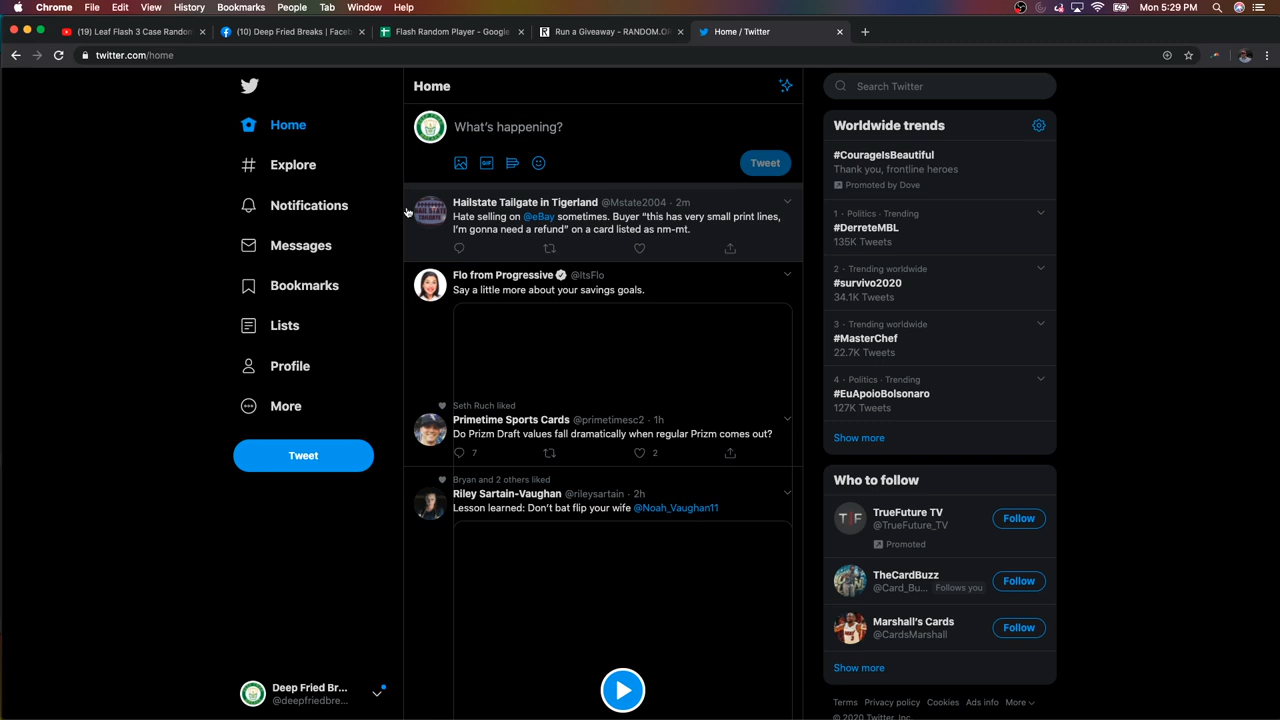 Chrome File Edit View History Bookmarks People Tab Window Help
Mon 5:29 PM
(19) Leaf Flash 3 Case Random
(10) Deep Fried Breaks | Faceb
Flash Random Player - Google
Run a Giveaway - RANDOM.OR
Home / Twitter
twitter.com/home
Home
Explore
Notifications
Messages
Bookmarks
Lists
Profile
More
Tweet
Deep Fried Br...
@deepfriedbre...
Home
What's happening?
GIF
Tweet
Hailstate Tailgate in Tigerland @Mstate2004 · 2m
Hate selling on @eBay sometimes. Buyer “this has very small print lines,
I’m gonna need a refund” on a card listed as nm-mt.
Flo from Progressive @ItsFlo
Say a little more about your savings goals.
Seth Ruch liked
Primetime Sports Cards @primetimesc2 · 1h
Do Prizm Draft values fall dramatically when regular Prizm comes out?
7 2
Bryan and 2 others liked
Riley Sartain-Vaughan @rileysartain · 2h
Lesson learned: Don’t bat flip your wife @Noah_Vaughan11
Search Twitter
Worldwide trends
#CourageIsBeautiful
Thank you, frontline heroes
Promoted by Dove
1 · Politics · Trending
#DerreteMBL
135K Tweets
2 · Trending worldwide
#survivo2020
34.1K Tweets
3 · Trending worldwide
#MasterChef
22.7K Tweets
4 · Politics · Trending
#EuApoioBolsonaro
127K Tweets
Show more
Who to follow
TrueFuture TV
@TrueFuture_TV
Follow
Promoted
TheCardBuzz
@Card_Bu... Follows you
Follow
Marshall's Cards
@CardsMarshall
Follow
Show more
Terms Privacy policy Cookies Ads info More
© 2020 Twitter, Inc.